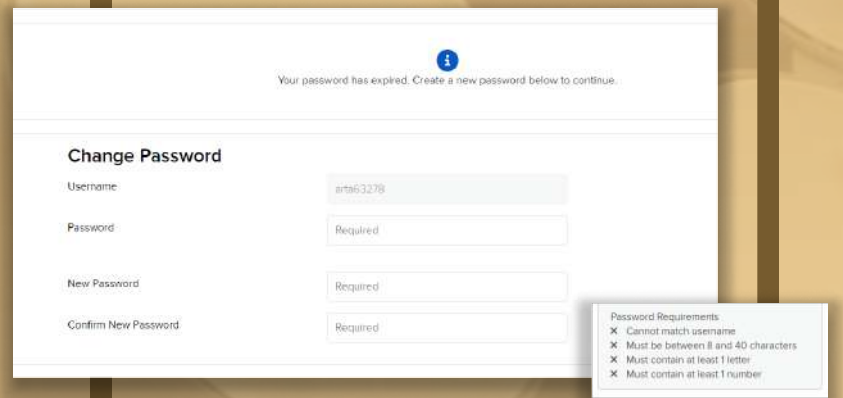 Your password has expired. Create a new password below to continue.
Change Password
Username
arta63278
Password
Required
New Password
Required
Confirm New Password
Required
Password Requirements
X Cannot match username
X Must be between 8 and 40 characters
X Must contain at least 1 letter
X Must contain at least 1 number